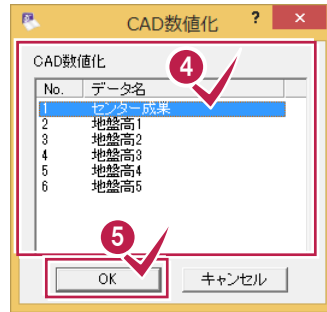 CAD数値化 ? ×
CAD数値化
4
No. データ名
1 センター成果
2 地盤高1
3 地盤高2
4 地盤高3
5 地盤高4
6 地盤高5
5
OK キャンセル